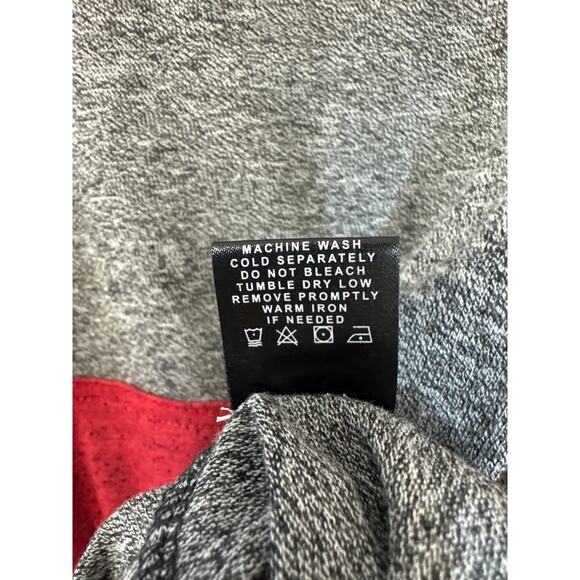 MACHINE WASH
COLD SEPARATELY
DO NOT BLEACH
TUMBLE DRY LOW
REMOVE PROMPTLY
WARM IRON
IF NEEDED